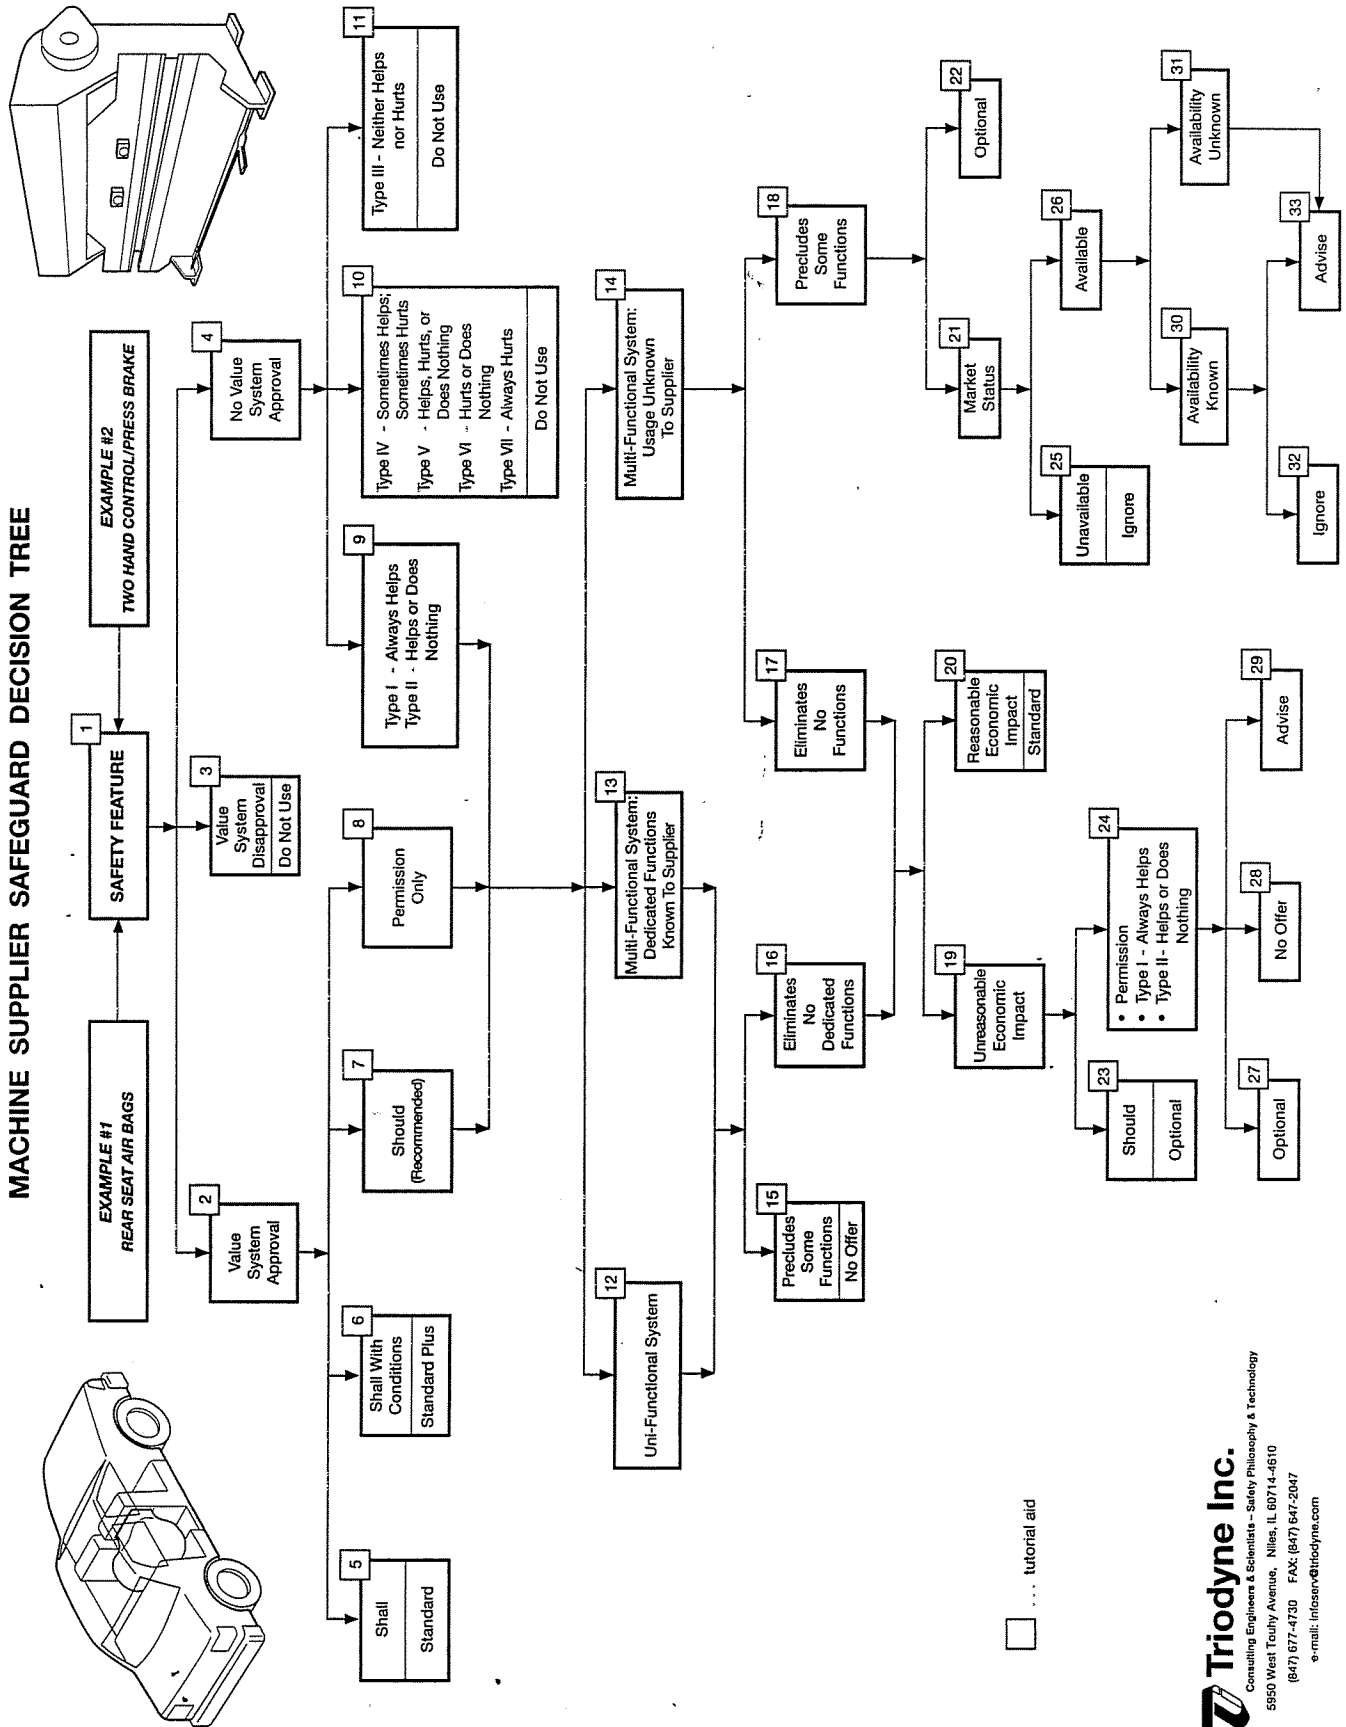 MACHINE SUPPLIER SAFEGUARD DECISION TREE
EXAMPLE #1
REAR SEAT AIR BAGS
1
SAFETY FEATURE
EXAMPLE #2
TWO HAND CONTROL/PRESS BRAKE
2
Value
System
Approval
3
Value
System
Disapproval
Do Not Use
4
No Value
System
Approval
5
Shall
Standard
6
Shall With
Conditions
Standard Plus
7
Should
(Recommended)
8
Permission
Only
9
Type I - Always Helps
Type II - Helps or Does
Nothing
10
Type IV - Sometimes Helps;
Sometimes Hurts
Type V - Helps, Hurts, or
Does Nothing
Type VI - Hurts or Does
Nothing
Type VII - Always Hurts
Do Not Use
11
Type III - Neither Helps
nor Hurts
Do Not Use
12
Uni-Functional System
13
Multi-Functional System:
Dedicated Functions
Known To Supplier
14
Multi-Functional System:
Usage Unknown
To Supplier
15
Precludes
Some
Functions
No Offer
16
Eliminates
No
Dedicated
Functions
17
Eliminates
No
Functions
18
Precludes
Some
Functions
19
Unreasonable
Economic
Impact
20
Reasonable
Economic
Impact
Standard
21
Market
Status
22
Optional
23
Should
Optional
24
• Permission
• Type I - Always Helps
• Type II - Helps or Does
Nothing
25
Unavailable
Ignore
26
Available
27
Optional
28
No Offer
29
Advise
30
Availability
Known
31
Availability
Unknown
32
Ignore
33
Advise
... tutorial aid
Triodyne Inc.
Consulting Engineers & Scientists – Safety Philosophy & Technology
5950 West Touhy Avenue, Niles, IL 60714-4610
(847) 677-4730 FAX: (847) 647-2047
e-mail: infoserv@triodyne.com